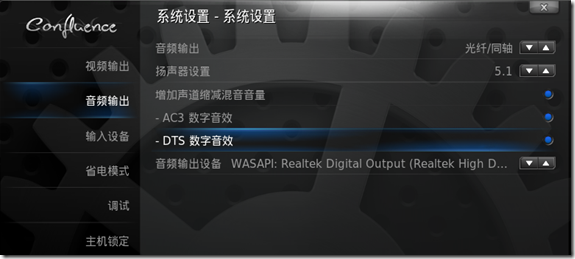 Confluence
系统设置 - 系统设置
视频输出
音频输出
输入设备
省电模式
调试
主机锁定
音频输出 光纤/同轴
扬声器设置 5.1
增加声道缩减混音音量
- AC3 数字音效
- DTS 数字音效
音频输出设备 WASAPI: Realtek Digital Output (Realtek High D...